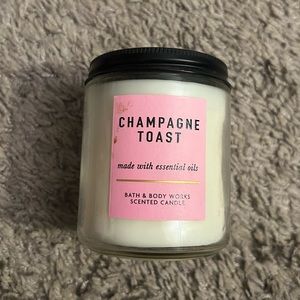 CHAMPAGNE
TOAST
made with essential oils
BATH & BODY WORKS
SCENTED CANDLE